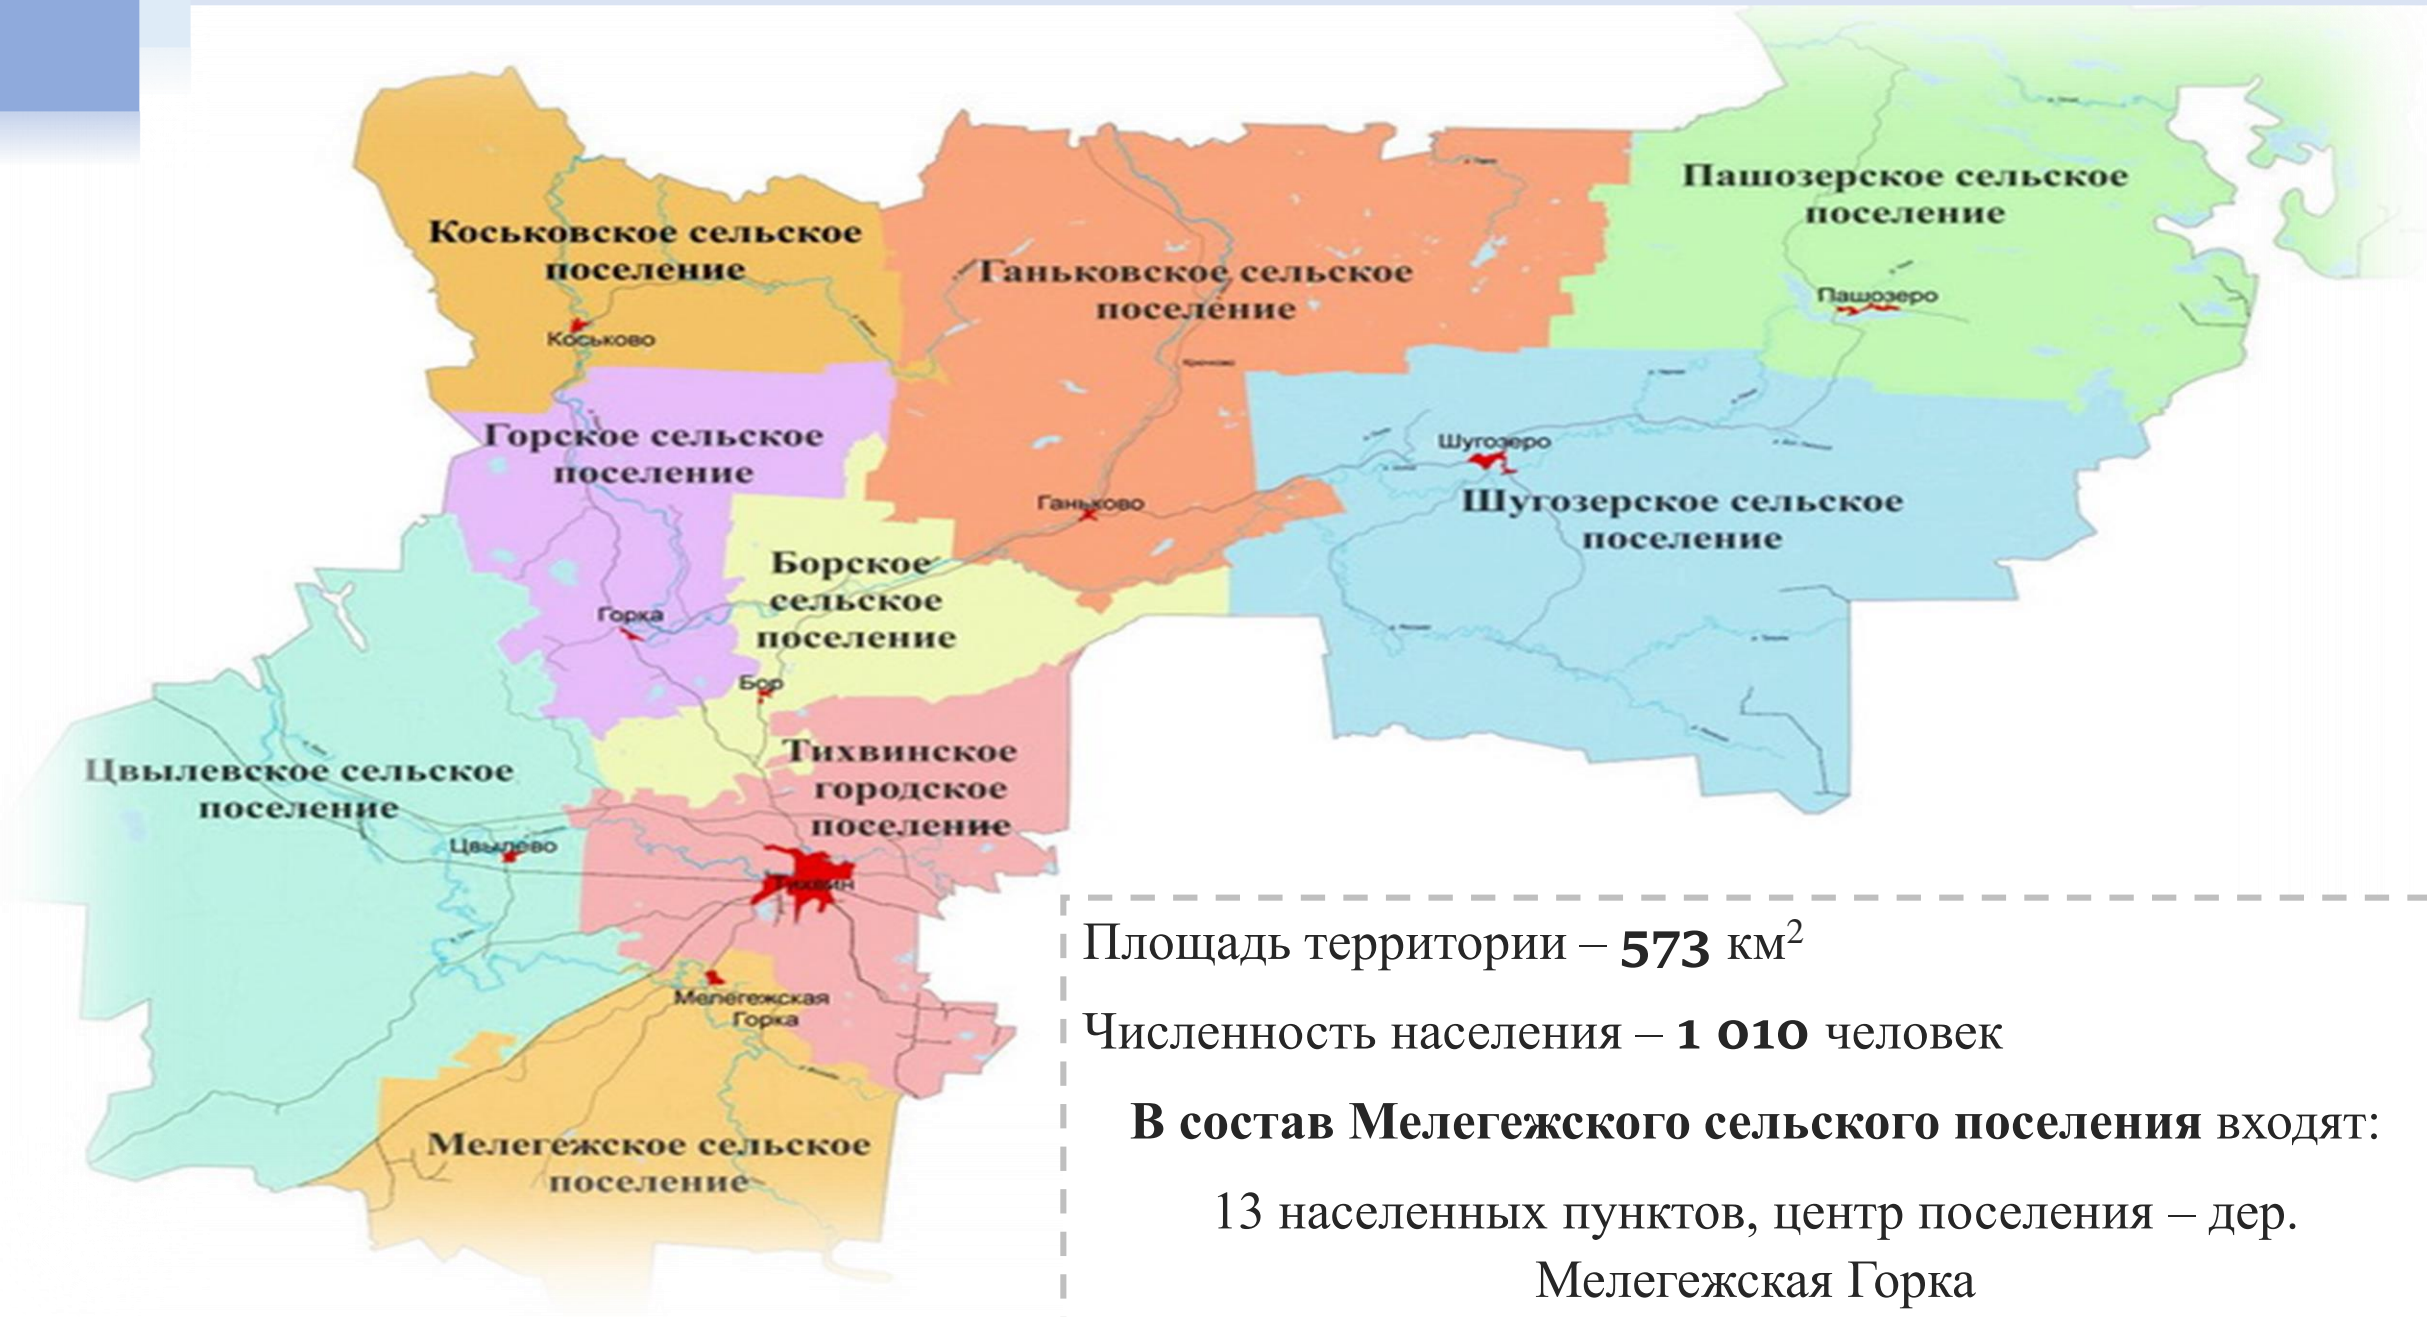 Коськовское сельское
поселение
Коськово
Ганьковское сельское
поселение
Крючково
Ганьково
Пашозерское сельское
поселение
Пашозеро
Горское сельское
поселение
Горка
Шугозеро
Шугозерское сельское
поселение
Борское
сельское
поселение
Бор
Цвылевское сельское
поселение
Цвылево
Тихвинское
городское
поселение
Тихвин
Мелегежская
Горка
Мелегежское сельское
поселение
Площадь территории – 573 км²
Численность населения – 1 010 человек
В состав Мелегежского сельского поселения входят:
13 населенных пунктов, центр поселения – дер.
Мелегежская Горка